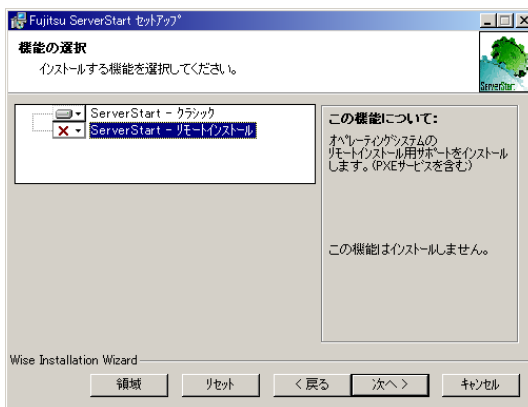 Fujitsu ServerStart ｾｯﾄｱｯﾌﾟ
機能の選択
ｲﾝｽﾄｰﾙする機能を選択してください。
ServerStart
ServerStart - ｸﾗｼｯｸ
ServerStart - ﾘﾓｰﾄｲﾝｽﾄｰﾙ
この機能について:
ｵﾍﾟﾚｰﾃｨﾝｸﾞｼｽﾃﾑの
ﾘﾓｰﾄｲﾝｽﾄｰﾙ用ｻﾎﾟｰﾄをｲﾝｽﾄｰﾙ
します。(PXEｻｰﾋﾞｽを含む)
この機能はｲﾝｽﾄｰﾙしません。
Wise Installation Wizard
領域
ﾘｾｯﾄ
< 戻る
次へ >
ｷｬﾝｾﾙ